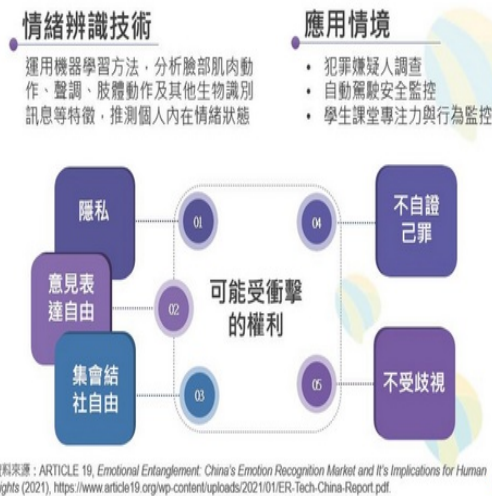 情緒辨識技術
運用機器學習方法，分析臉部肌肉動
作、聲調、肢體動作及其他生物識別
訊息等特徵，推測個人內在情緒狀態
應用情境
• 犯罪嫌疑人調查
• 自動駕駛安全監控
• 學生課堂專注力與行為監控
隱私
01
意見表
達自由
02
集會結
社自由
03
可能受衝擊
的權利
04
不自證
己罪
05
不受歧視
資料來源：ARTICLE 19, Emotional Entanglement: China's Emotion Recognition Market and It's Implications for Human
Rights (2021), https://www.article19.org/wp-content/uploads/2021/01/ER-Tech-China-Report.pdf.